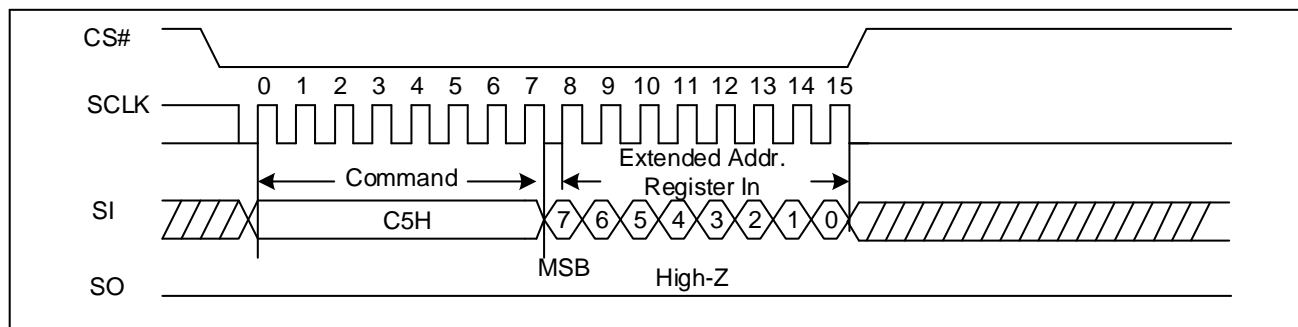 CS#
0 1 2 3 4 5 6 7 8 9 10 11 12 13 14 15
SCLK
Command
Extended Addr.
Register In
SI
C5H
7 6 5 4 3 2 1 0
MSB
High-Z
SO